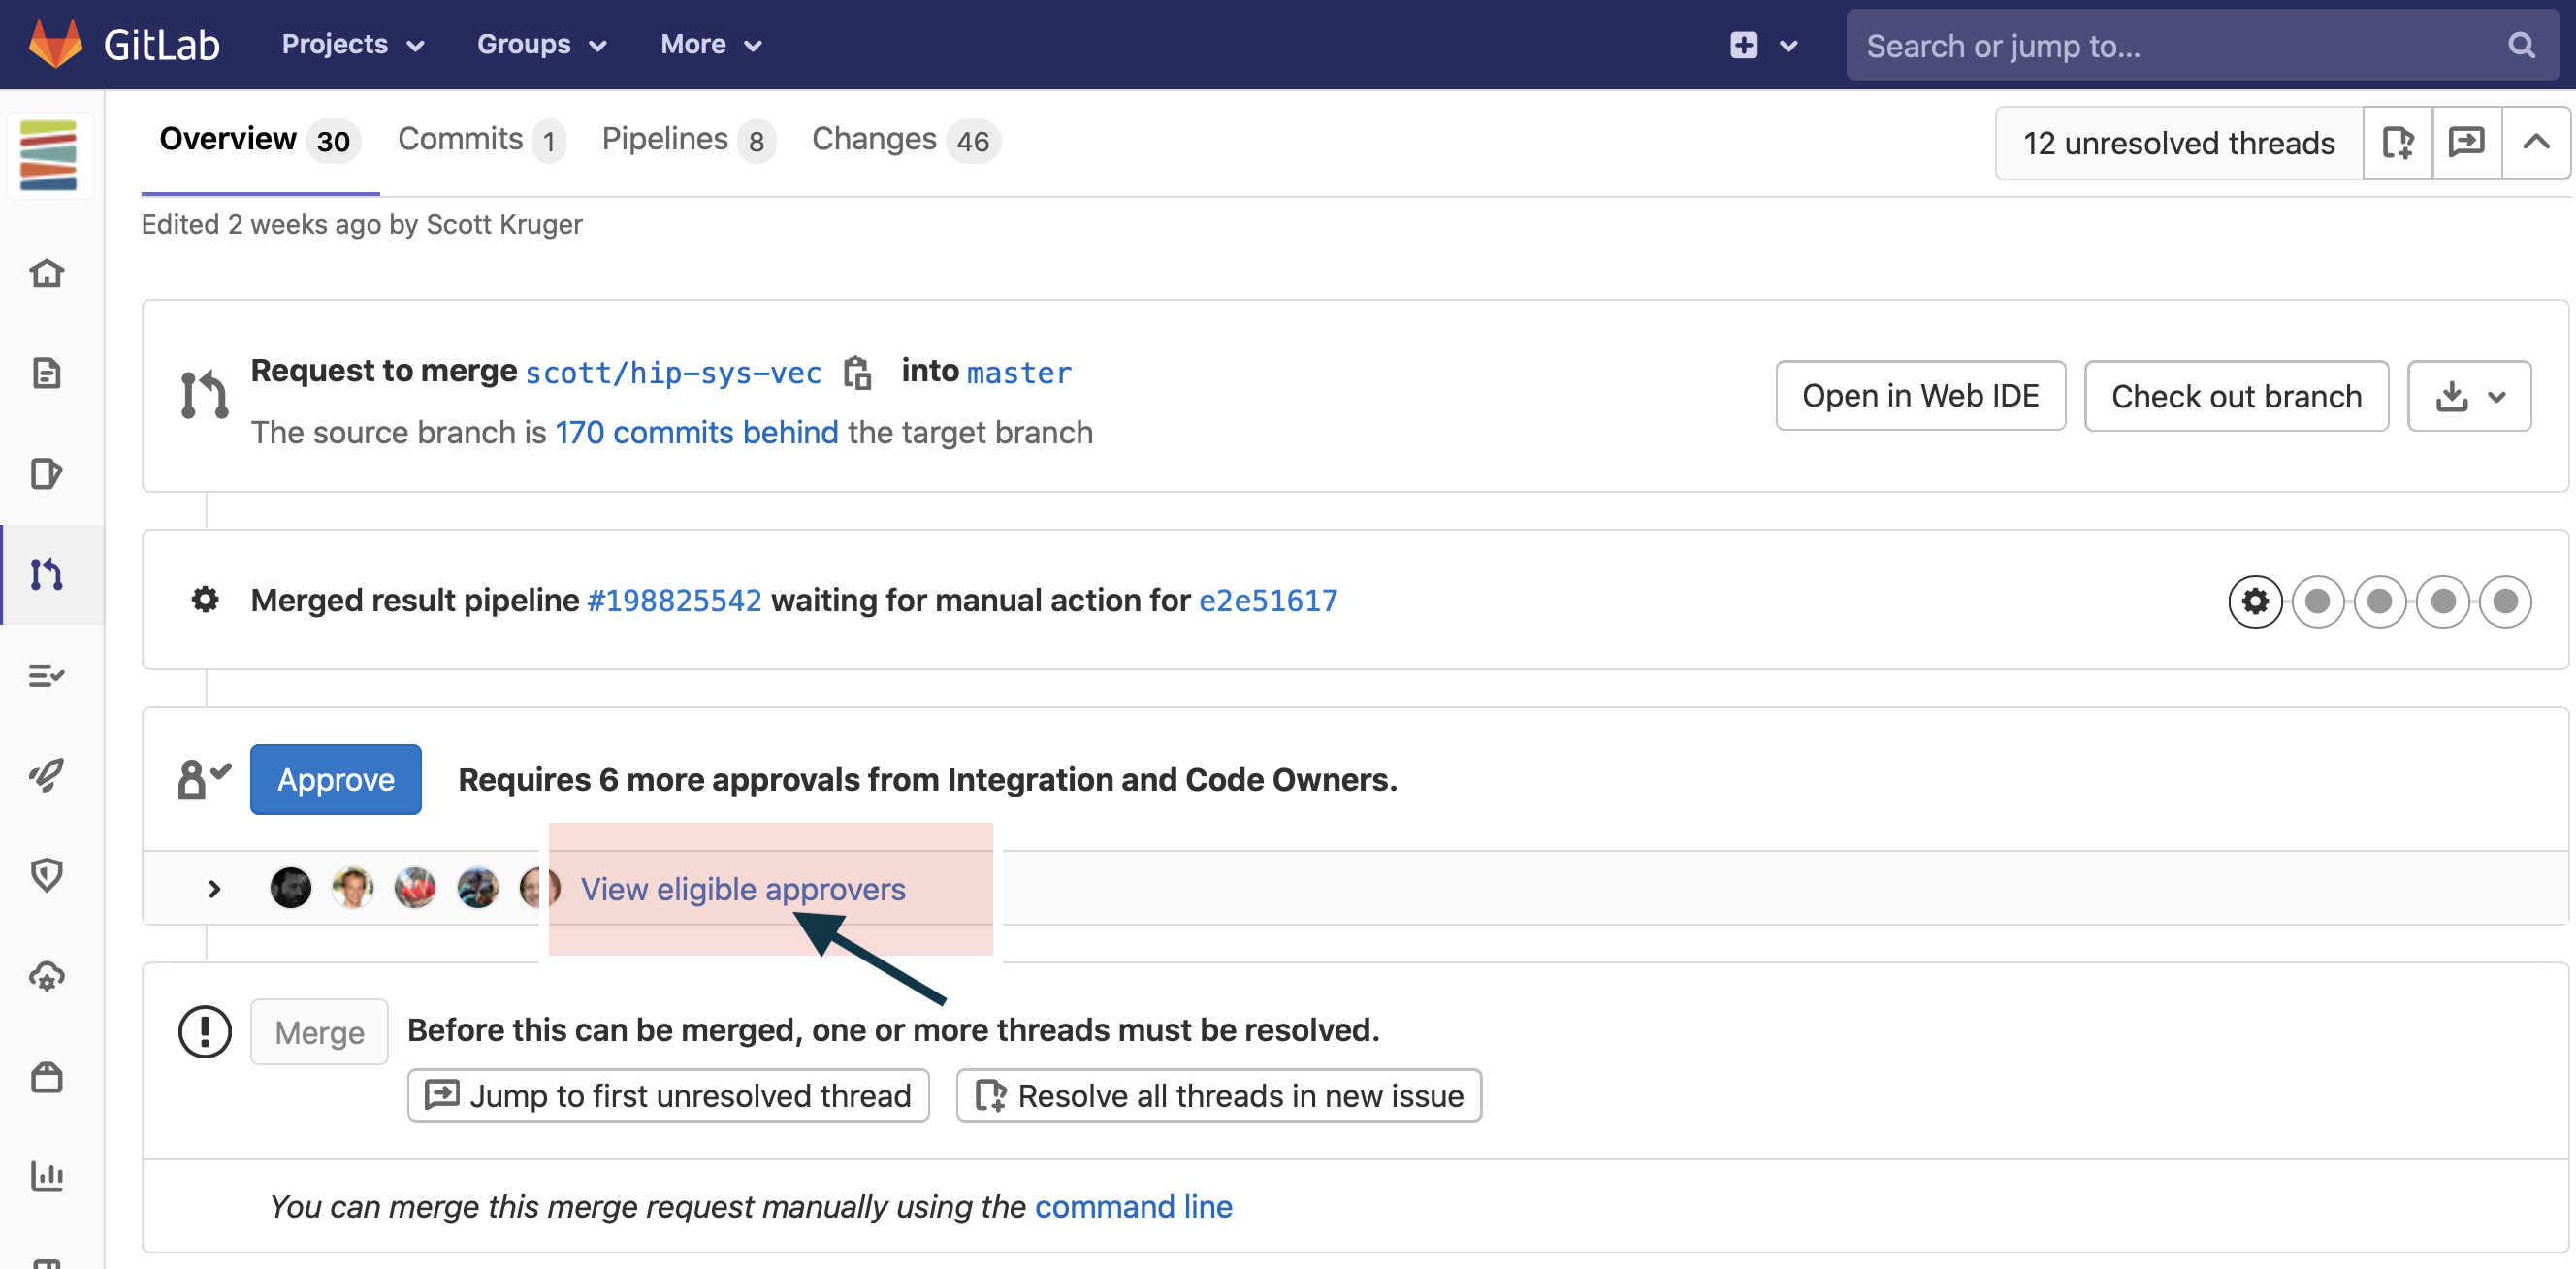 GitLab Projects Groups More Search or jump to...
Overview 30 Commits 1 Pipelines 8 Changes 46 12 unresolved threads
Edited 2 weeks ago by Scott Kruger
Request to merge scott/hip-sys-vec into master
Open in Web IDE Check out branch
The source branch is 170 commits behind the target branch
Merged result pipeline #198825542 waiting for manual action for e2e51617
Approve Requires 6 more approvals from Integration and Code Owners.
View eligible approvers
Merge Before this can be merged, one or more threads must be resolved.
Jump to first unresolved thread Resolve all threads in new issue
You can merge this merge request manually using the command line